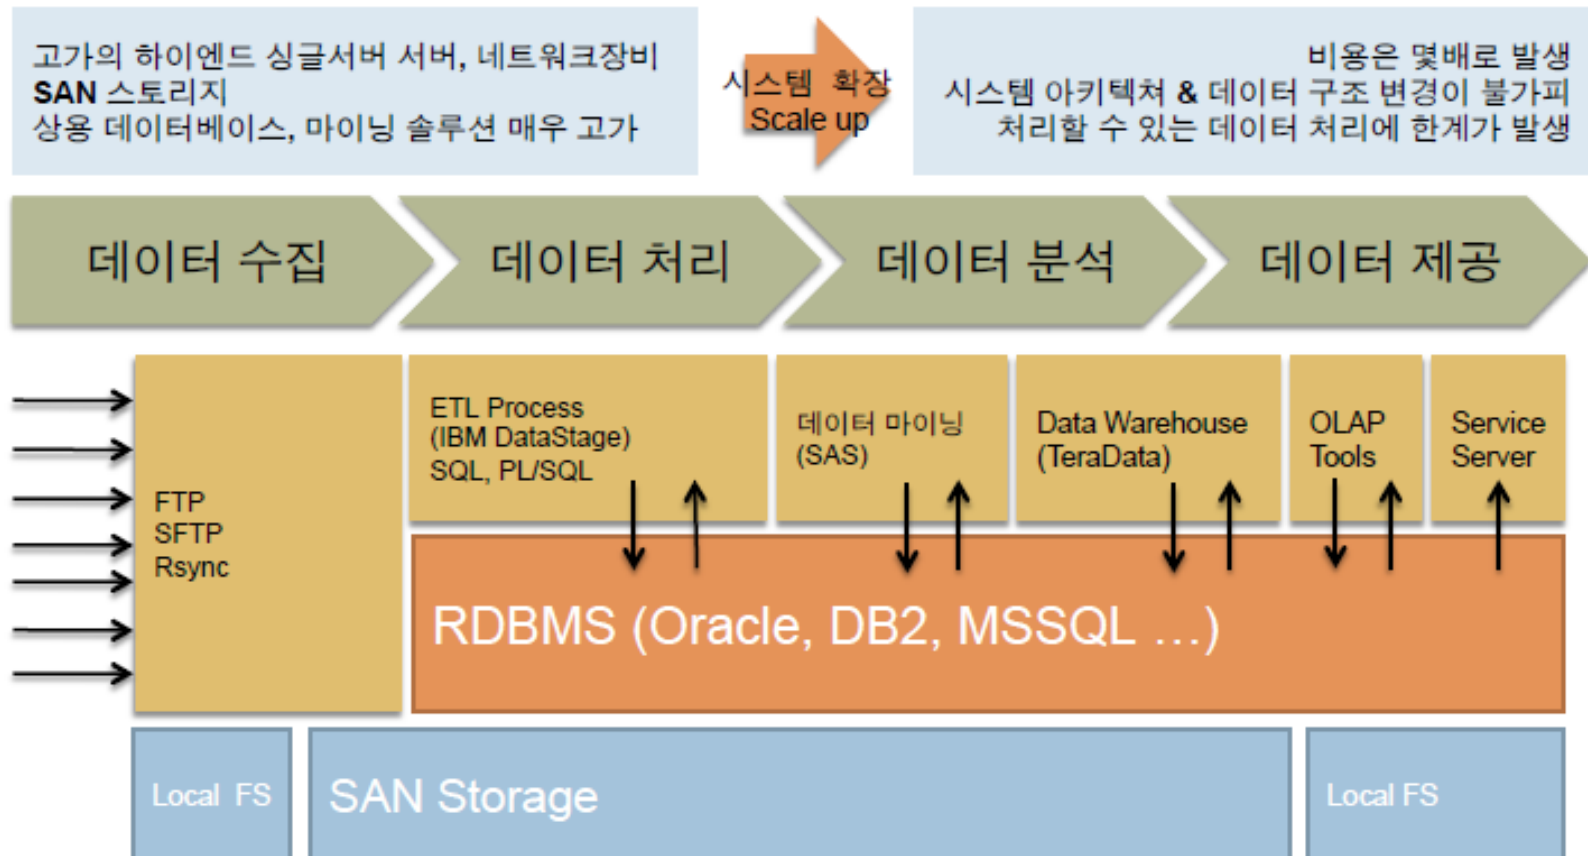 고가의 하이엔드 싱글서버 서버, 네트워크장비
SAN 스토리지
상용 데이터베이스, 마이닝 솔루션 매우 고가
시스템 확장
Scale up
비용은 몇배로 발생
시스템 아키텍쳐 & 데이터 구조 변경이 불가피
처리할 수 있는 데이터 처리에 한계가 발생
데이터 수집
데이터 처리
데이터 분석
데이터 제공
FTP
SFTP
Rsync
ETL Process
(IBM DataStage)
SQL, PL/SQL
데이터 마이닝
(SAS)
Data Warehouse
(TeraData)
OLAP
Tools
Service
Server
RDBMS (Oracle, DB2, MSSQL ...)
Local FS
SAN Storage
Local FS